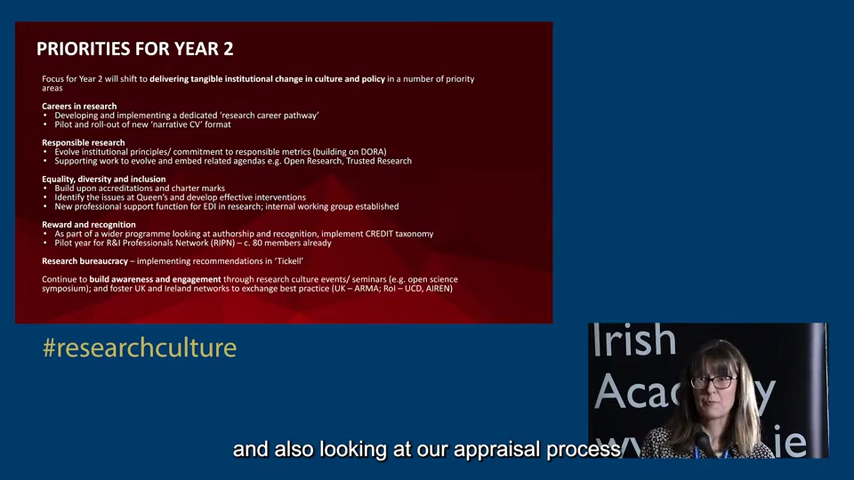 PRIORITIES FOR YEAR 2
Focus for Year 2 will shift to delivering tangible institutional change in culture and policy in a number of priority
areas
Careers in research
• Developing and implementing a dedicated 'research career pathway'
• Pilot and roll-out of new 'narrative CV' format
Responsible research
• Evolve institutional principles/ commitment to responsible metrics (building on DORA)
• Supporting work to evolve and embed related agendas e.g. Open Research, Trusted Research
Equality, diversity and inclusion
• Build upon accreditations and charter marks
• Identify the issues at Queen's and develop effective interventions
• New professional support function for EDI in research; internal working group established
Reward and recognition
• As part of a wider programme looking at authorship and recognition, implement CREDIT taxonomy
• Pilot year for R&I Professionals Network (RIPN) – c. 80 members already
Research bureaucracy – implementing recommendations in 'Tickell'
Continue to build awareness and engagement through research culture events/ seminars (e.g. open science
symposium); and foster UK and Ireland networks to exchange best practice (UK – ARMA; RoI – UCD, AIREN)
#researchculture
Irish
Academy
ie
and also looking at our appraisal process